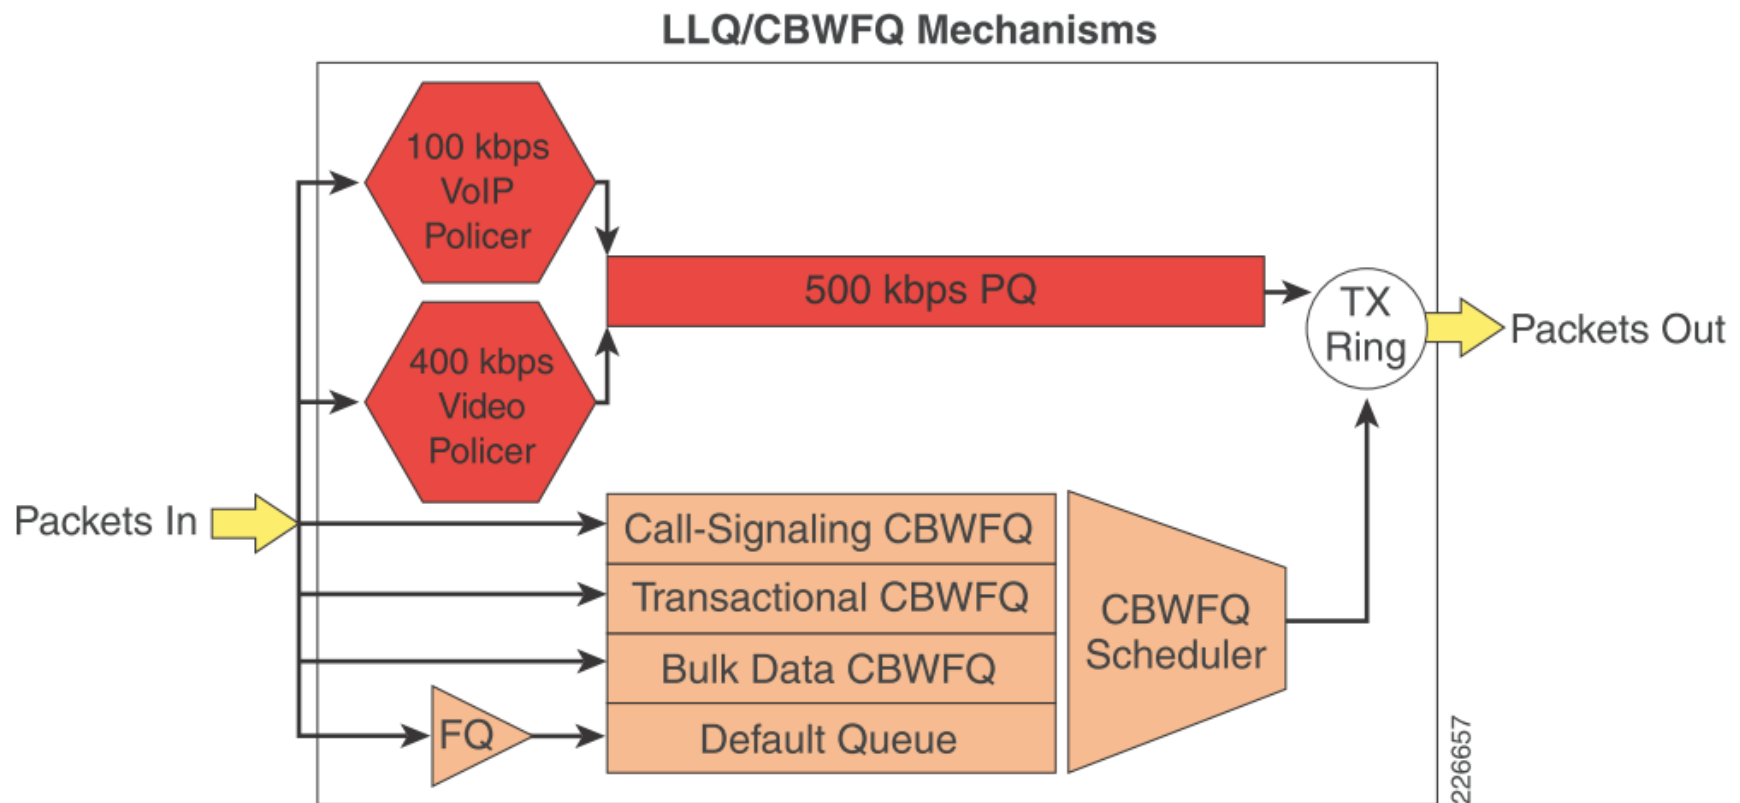 LLQ/CBWFQ Mechanisms
100 kbps
VoIP
Policer
500 kbps PQ
TX
Ring
Packets Out
400 kbps
Video
Policer
Packets In
Call-Signaling CBWFQ
Transactional CBWFQ
Bulk Data CBWFQ
FQ
Default Queue
CBWFQ
Scheduler
226657